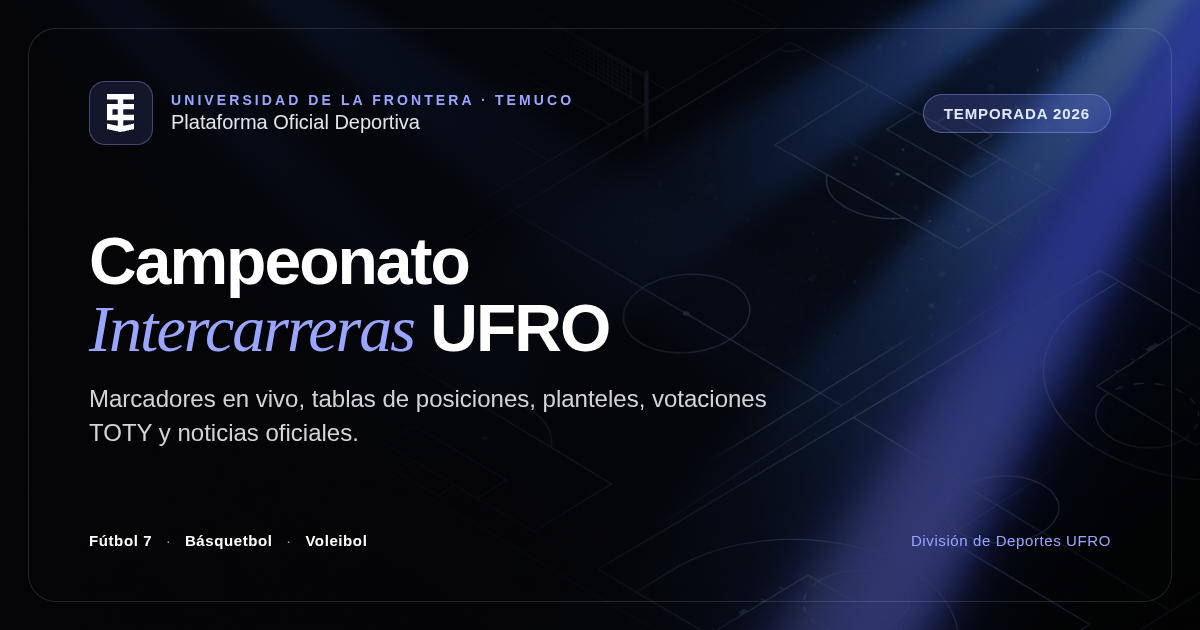 UNIVERSIDAD DE LA FRONTERA · TEMUCO
Plataforma Oficial Deportiva
TEMPORADA 2026
Campeonato
Intercarreras UFRO
Marcadores en vivo, tablas de posiciones, planteles, votaciones
TOTY y noticias oficiales.
Fútbol 7 · Básquetbol · Voleibol
División de Deportes UFRO